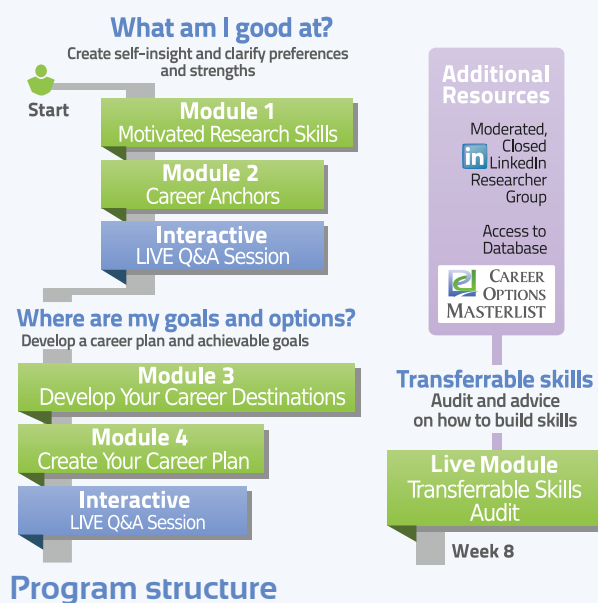 What am I good at?
Create self-insight and clarify preferences
and strengths
Start
Module 1
Motivated Research Skills
Module 2
Career Anchors
Interactive
LIVE Q&A Session
Where are my goals and options?
Develop a career plan and achievable goals
Module 3
Develop Your Career Destinations
Module 4
Create Your Career Plan
Interactive
LIVE Q&A Session
Program structure
Additional
Resources
Moderated,
Closed
in LinkedIn
Researcher
Group
Access to
Database
CAREER
OPTIONS
MASTERLIST
Transferrable skills
Audit and advice
on how to build skills
Live Module
Transferrable Skills
Audit
Week 8